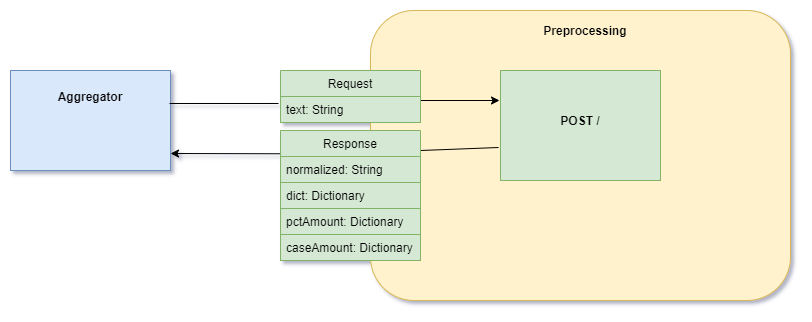 Preprocessing
Aggregator
Request
text: String
POST /
Response
normalized: String
dict: Dictionary
pctAmount: Dictionary
caseAmount: Dictionary